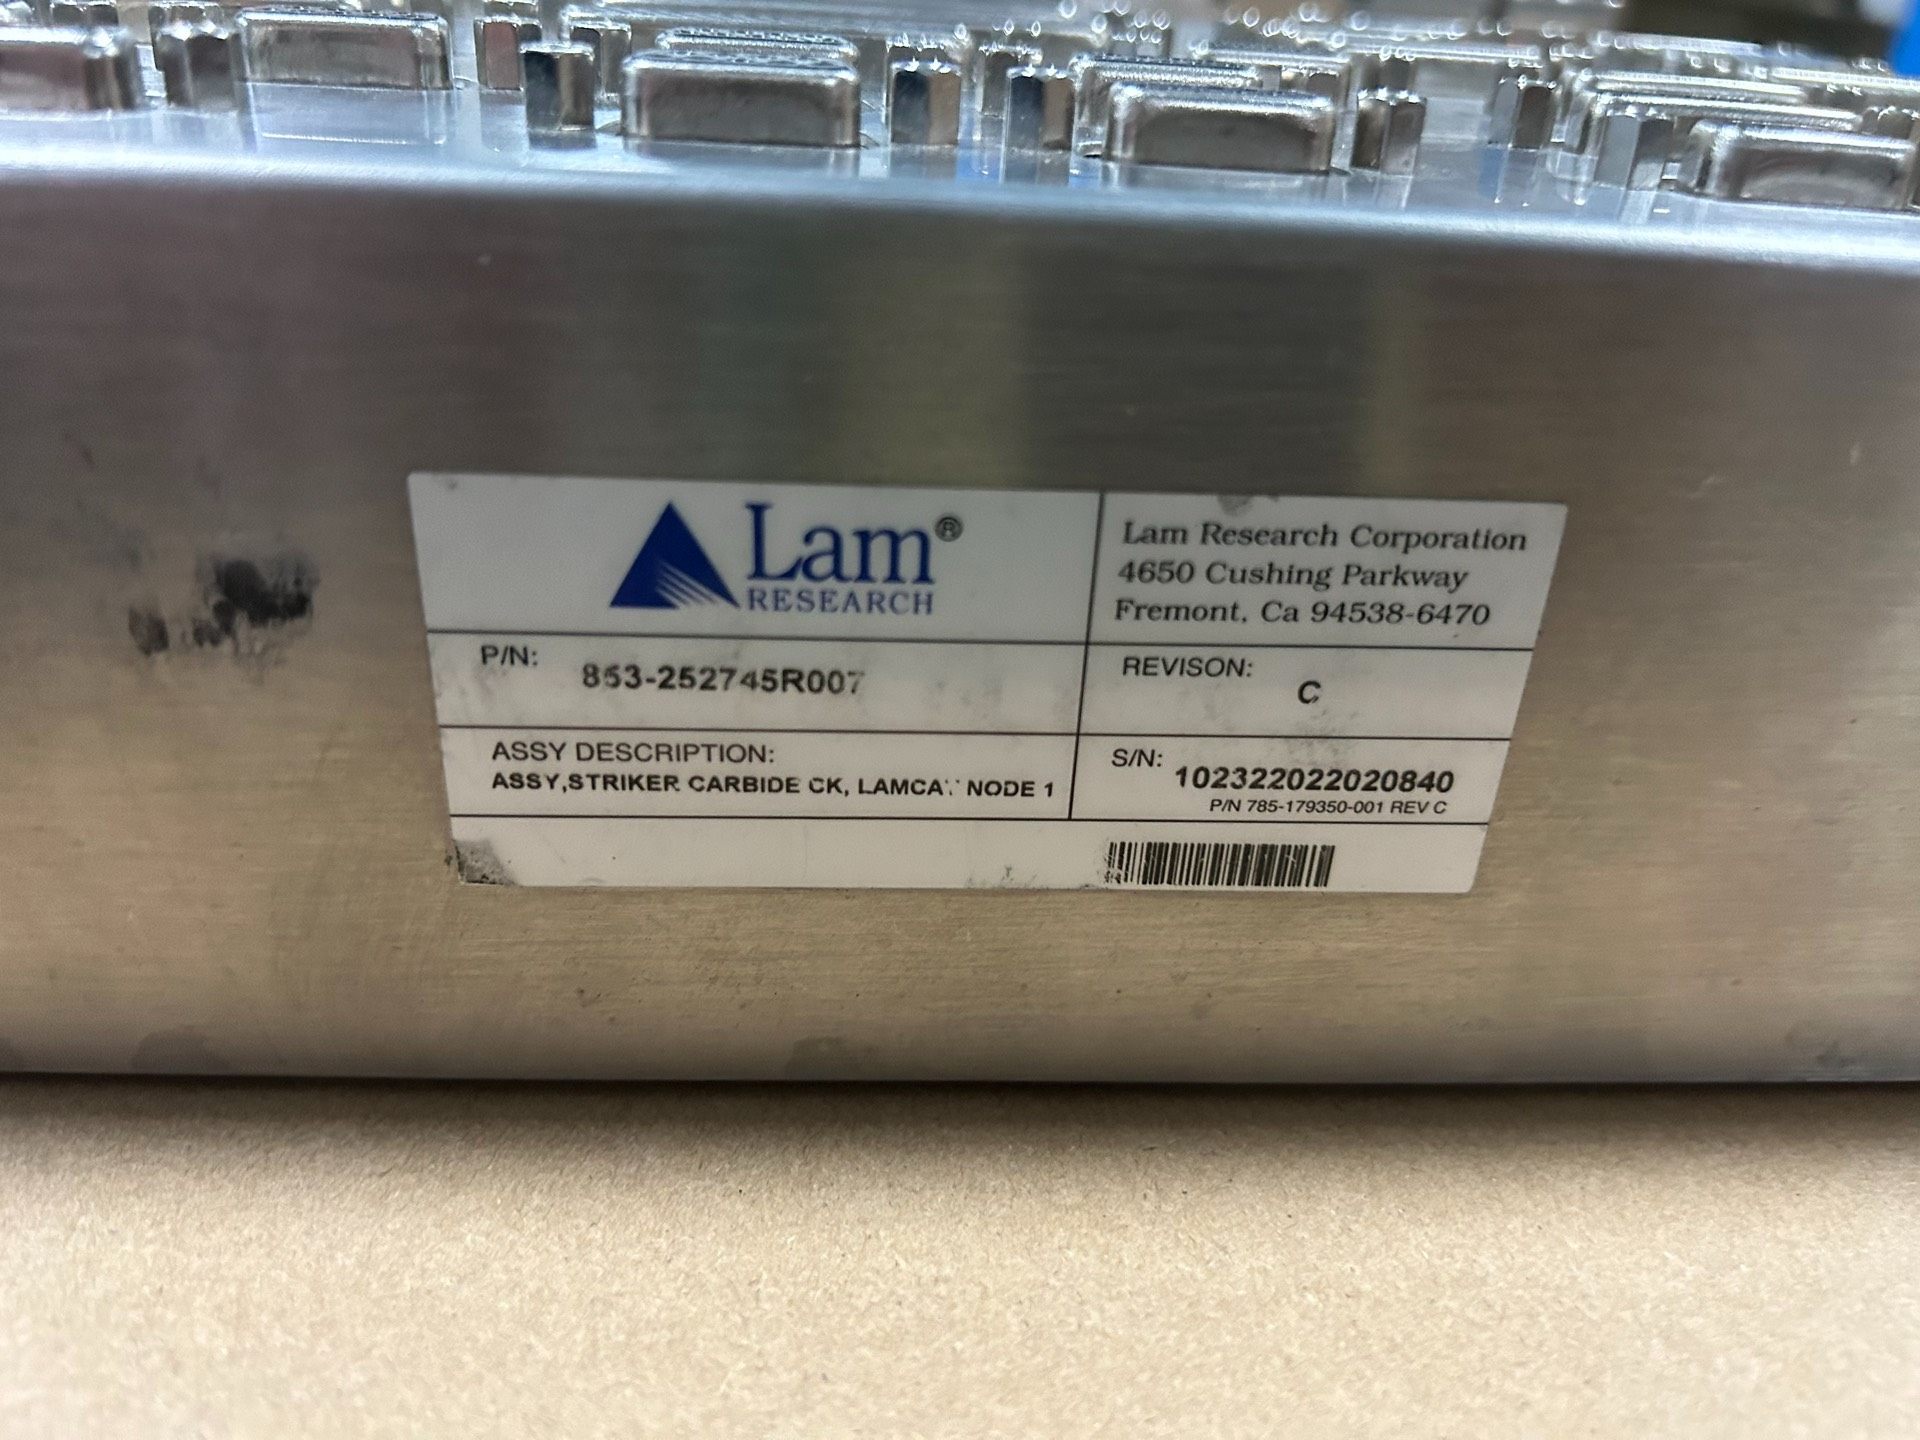 Lam®
RESEARCH
Lam Research Corporation
4650 Cushing Parkway
Fremont, Ca 94538-6470
P/N:
853-252745R007
REVISON:
C
ASSY DESCRIPTION:
ASSY,STRIKER CARBIDE CK, NODE 1
S/N:
102322022020840
P/N 785-179350-001 REV C